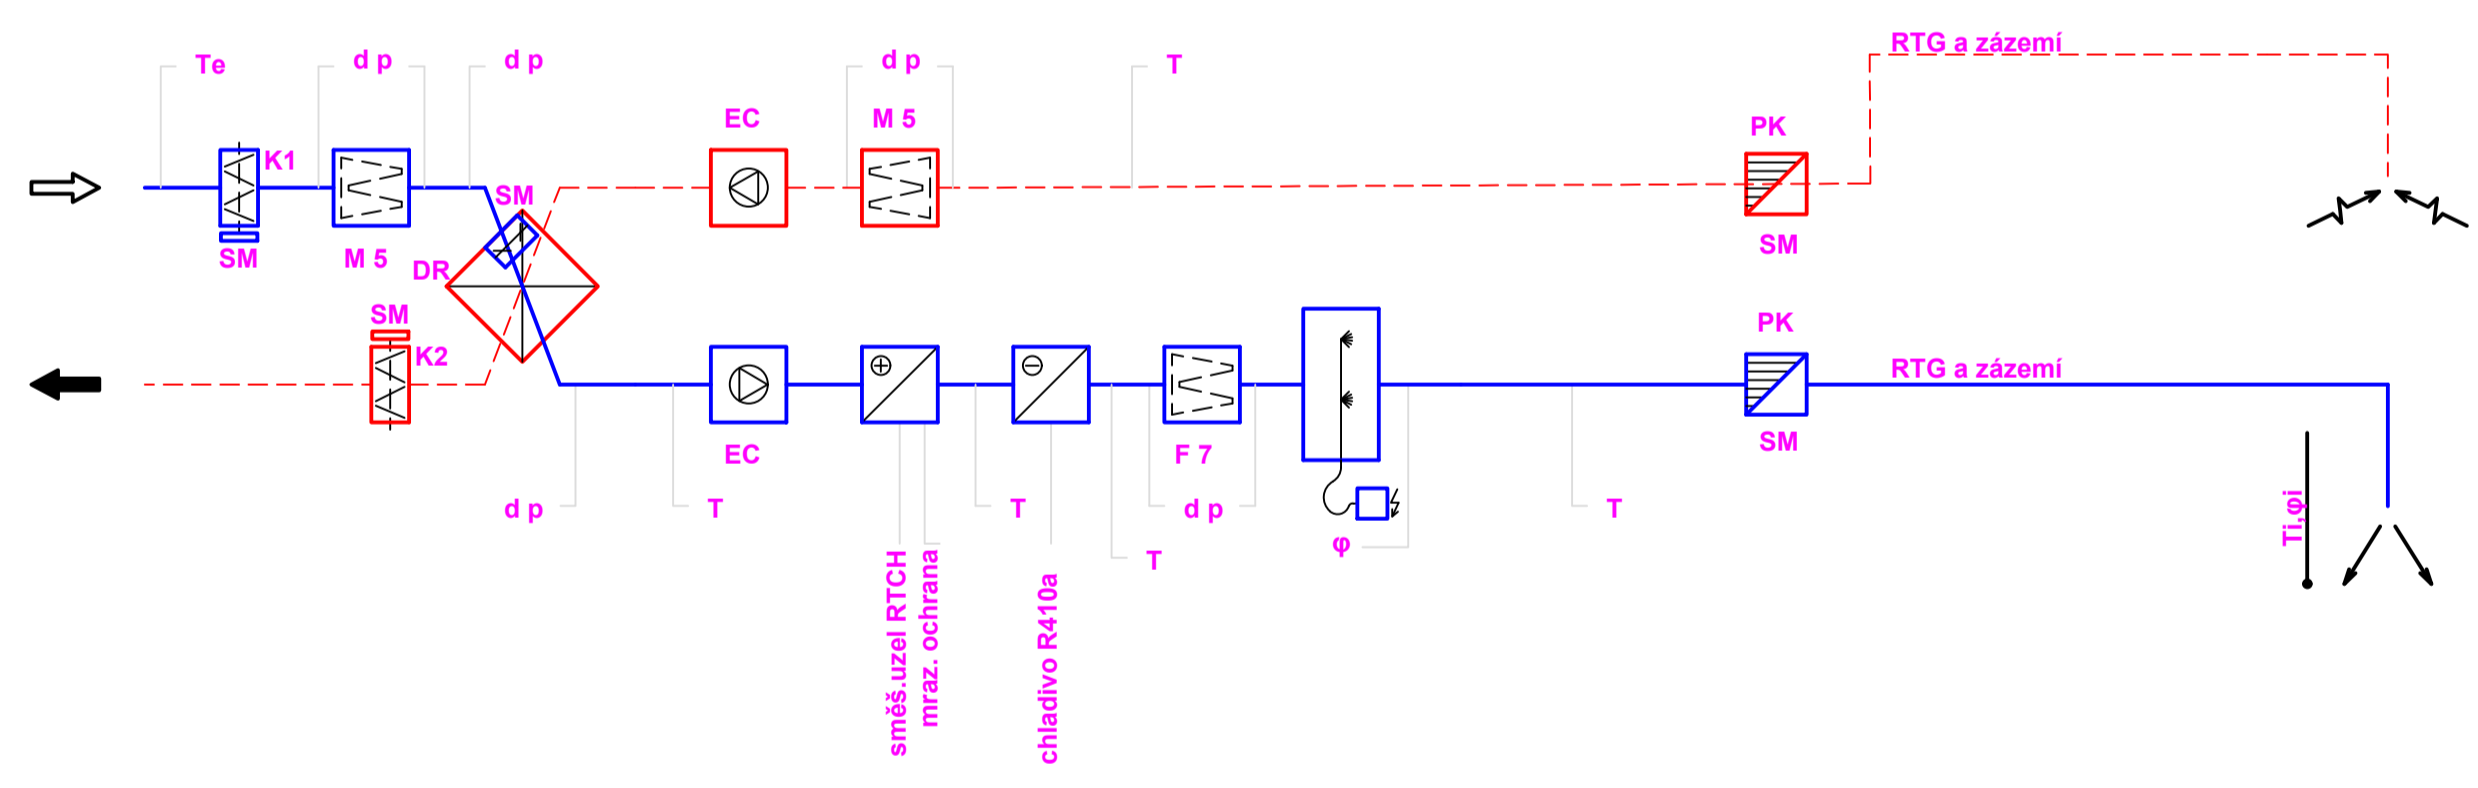 RTG a zázemí
Te
d p
d p
d p
T
EC
M 5
PK
K1
SM
SM
M 5
SM
DR
SM
K2
PK
RTG a zázemí
EC
F 7
SM
d p
T
T
d p
T
T
φ
Ti,φi
směš.uzel RTCH
mraz. ochrana
chladivo R410a